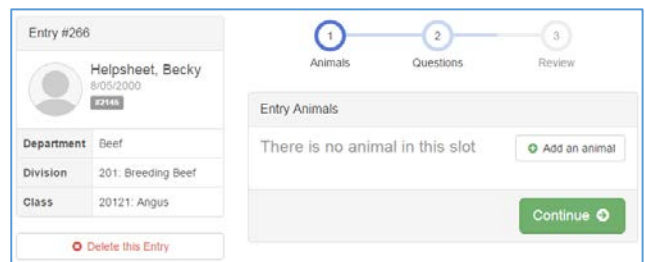 Entry #266
Helpsheet, Becky
8/05/2000
#2145
Department Beef
Division 201: Breeding Beef
Class 20121: Angus
Delete this Entry
1 2 3
Animals Questions Review
Entry Animals
There is no animal in this slot
Add an animal
Continue